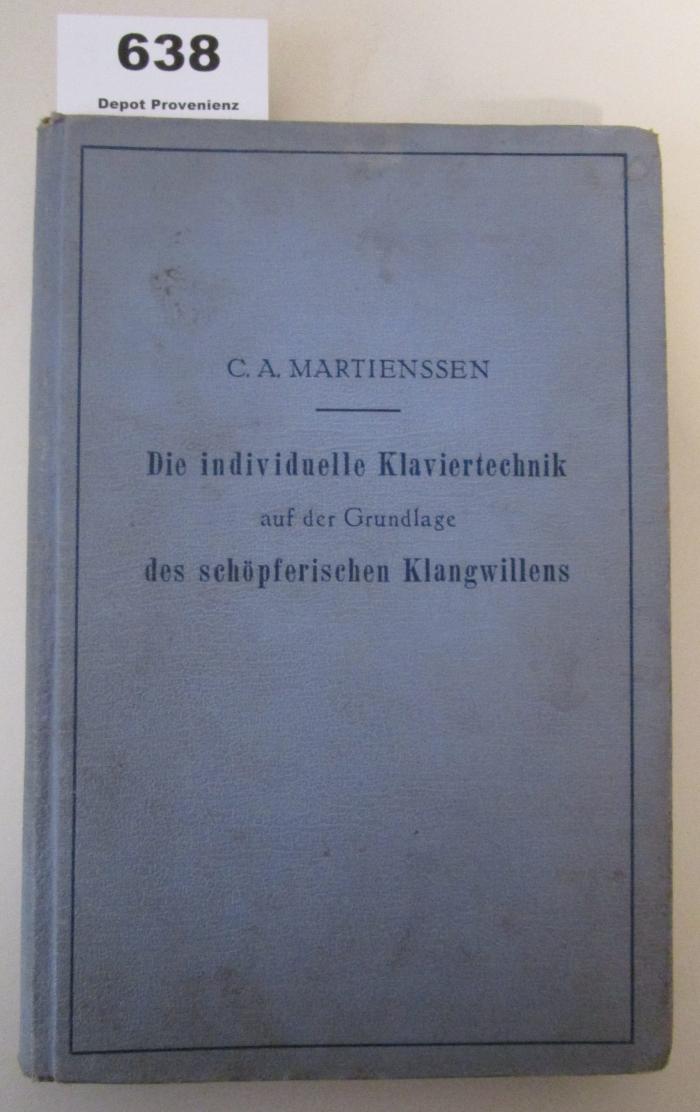 638
Depot Provenienz
C. A. MARTIENSSEN
Die individuelle Klaviertechnik
auf der Grundlage
des schöpferischen Klangwillens